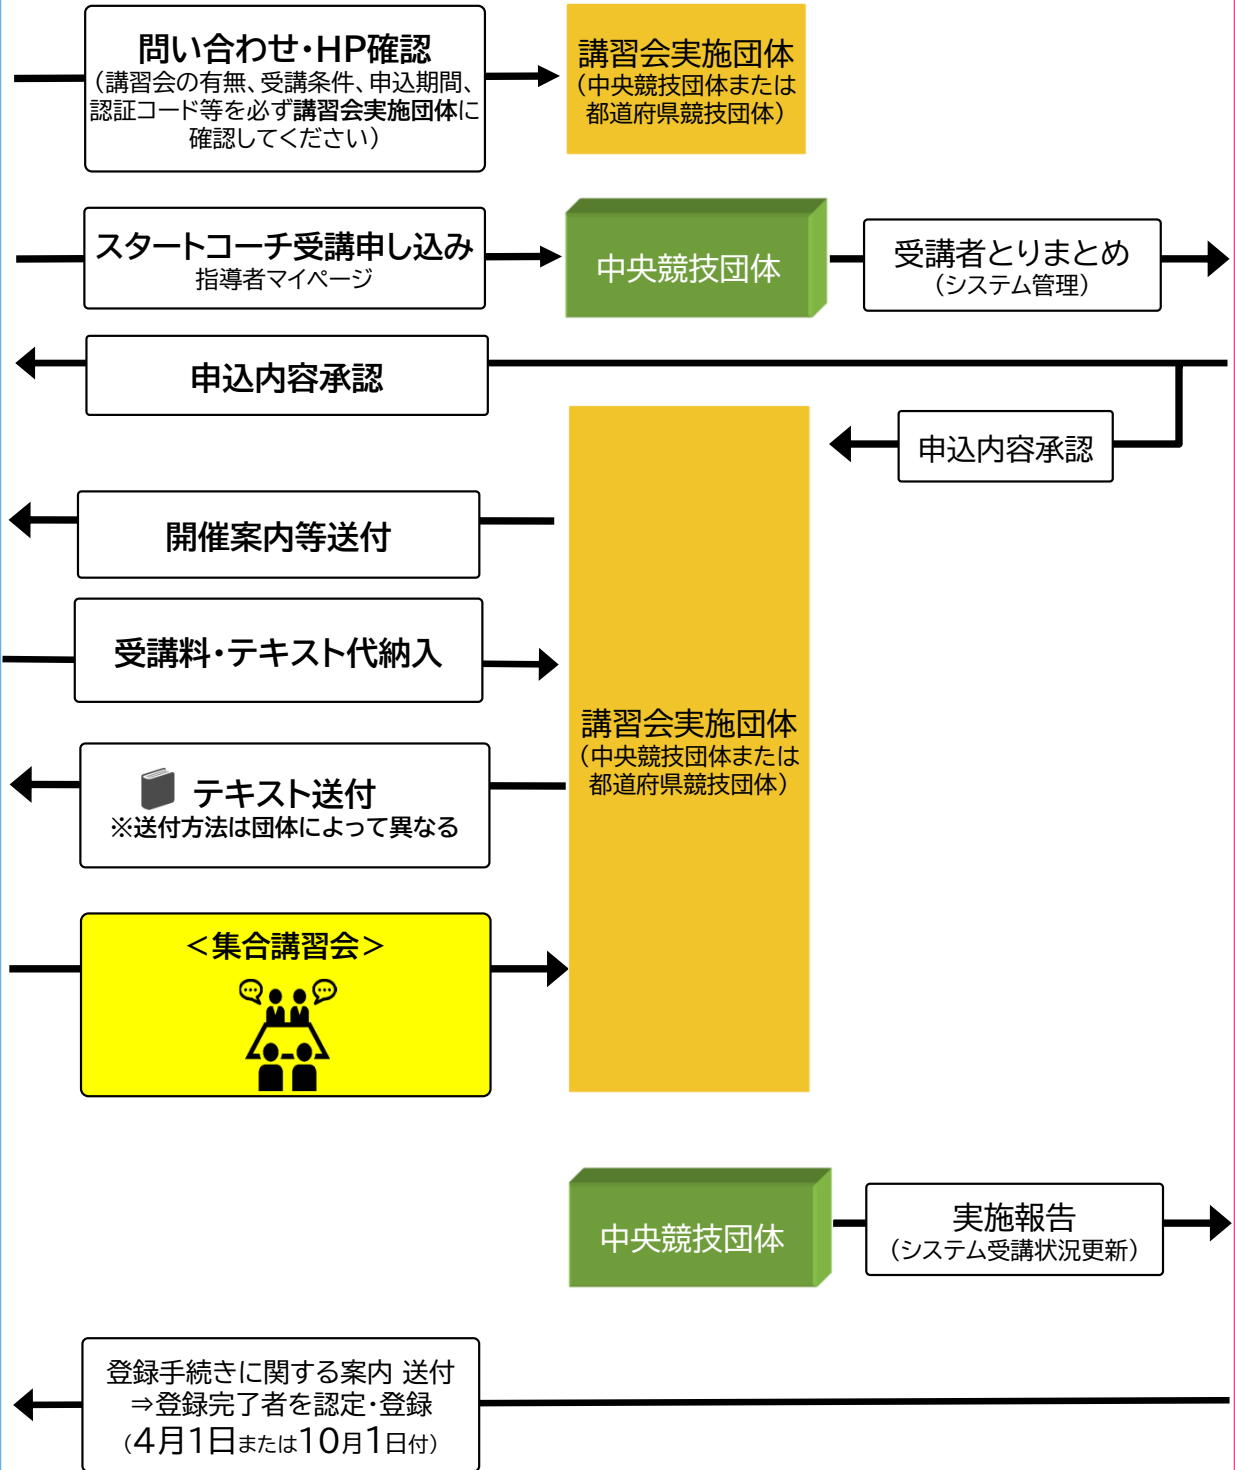 問い合わせ・HP確認
（講習会の有無、受講条件、申込期間、
認証コード等を必ず講習会実施団体に
確認してください）
講習会実施団体
（中央競技団体または
都道府県競技団体）
スタートコーチ受講申し込み
指導者マイページ
中央競技団体
受講者とりまとめ
（システム管理）
申込内容承認
申込内容承認
開催案内等送付
受講料・テキスト代納入
講習会実施団体
（中央競技団体または
都道府県競技団体）
テキスト送付
※送付方法は団体によって異なる
＜集合講習会＞
中央競技団体
実施報告
（システム受講状況更新）
登録手続きに関する案内 送付
⇒登録完了者を認定・登録
（4月1日または10月1日付）